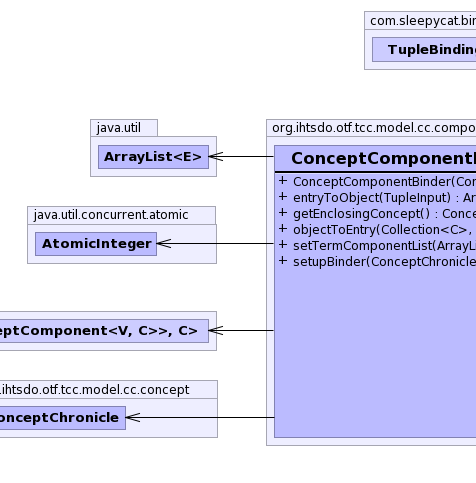 com.sleepycat.bin
TupleBinding
java.util
ArrayList<E>
org.ihtsdo.otf.tcc.model.cc.compo
ConceptComponent
+ ConceptComponentBinder(Con
+ entryToObject(TupleInput) : Ar
+ getEnclosingConcept() : Conce
+ objectToEntry(Collection<C>,
+ setTermComponentList(ArrayLi
+ setupBinder(ConceptChronicle
java.util.concurrent.atomic
AtomicInteger
eptComponent<V, C>>, C>
.ihtsdo.otf.tcc.model.cc.concept
onceptChronicle